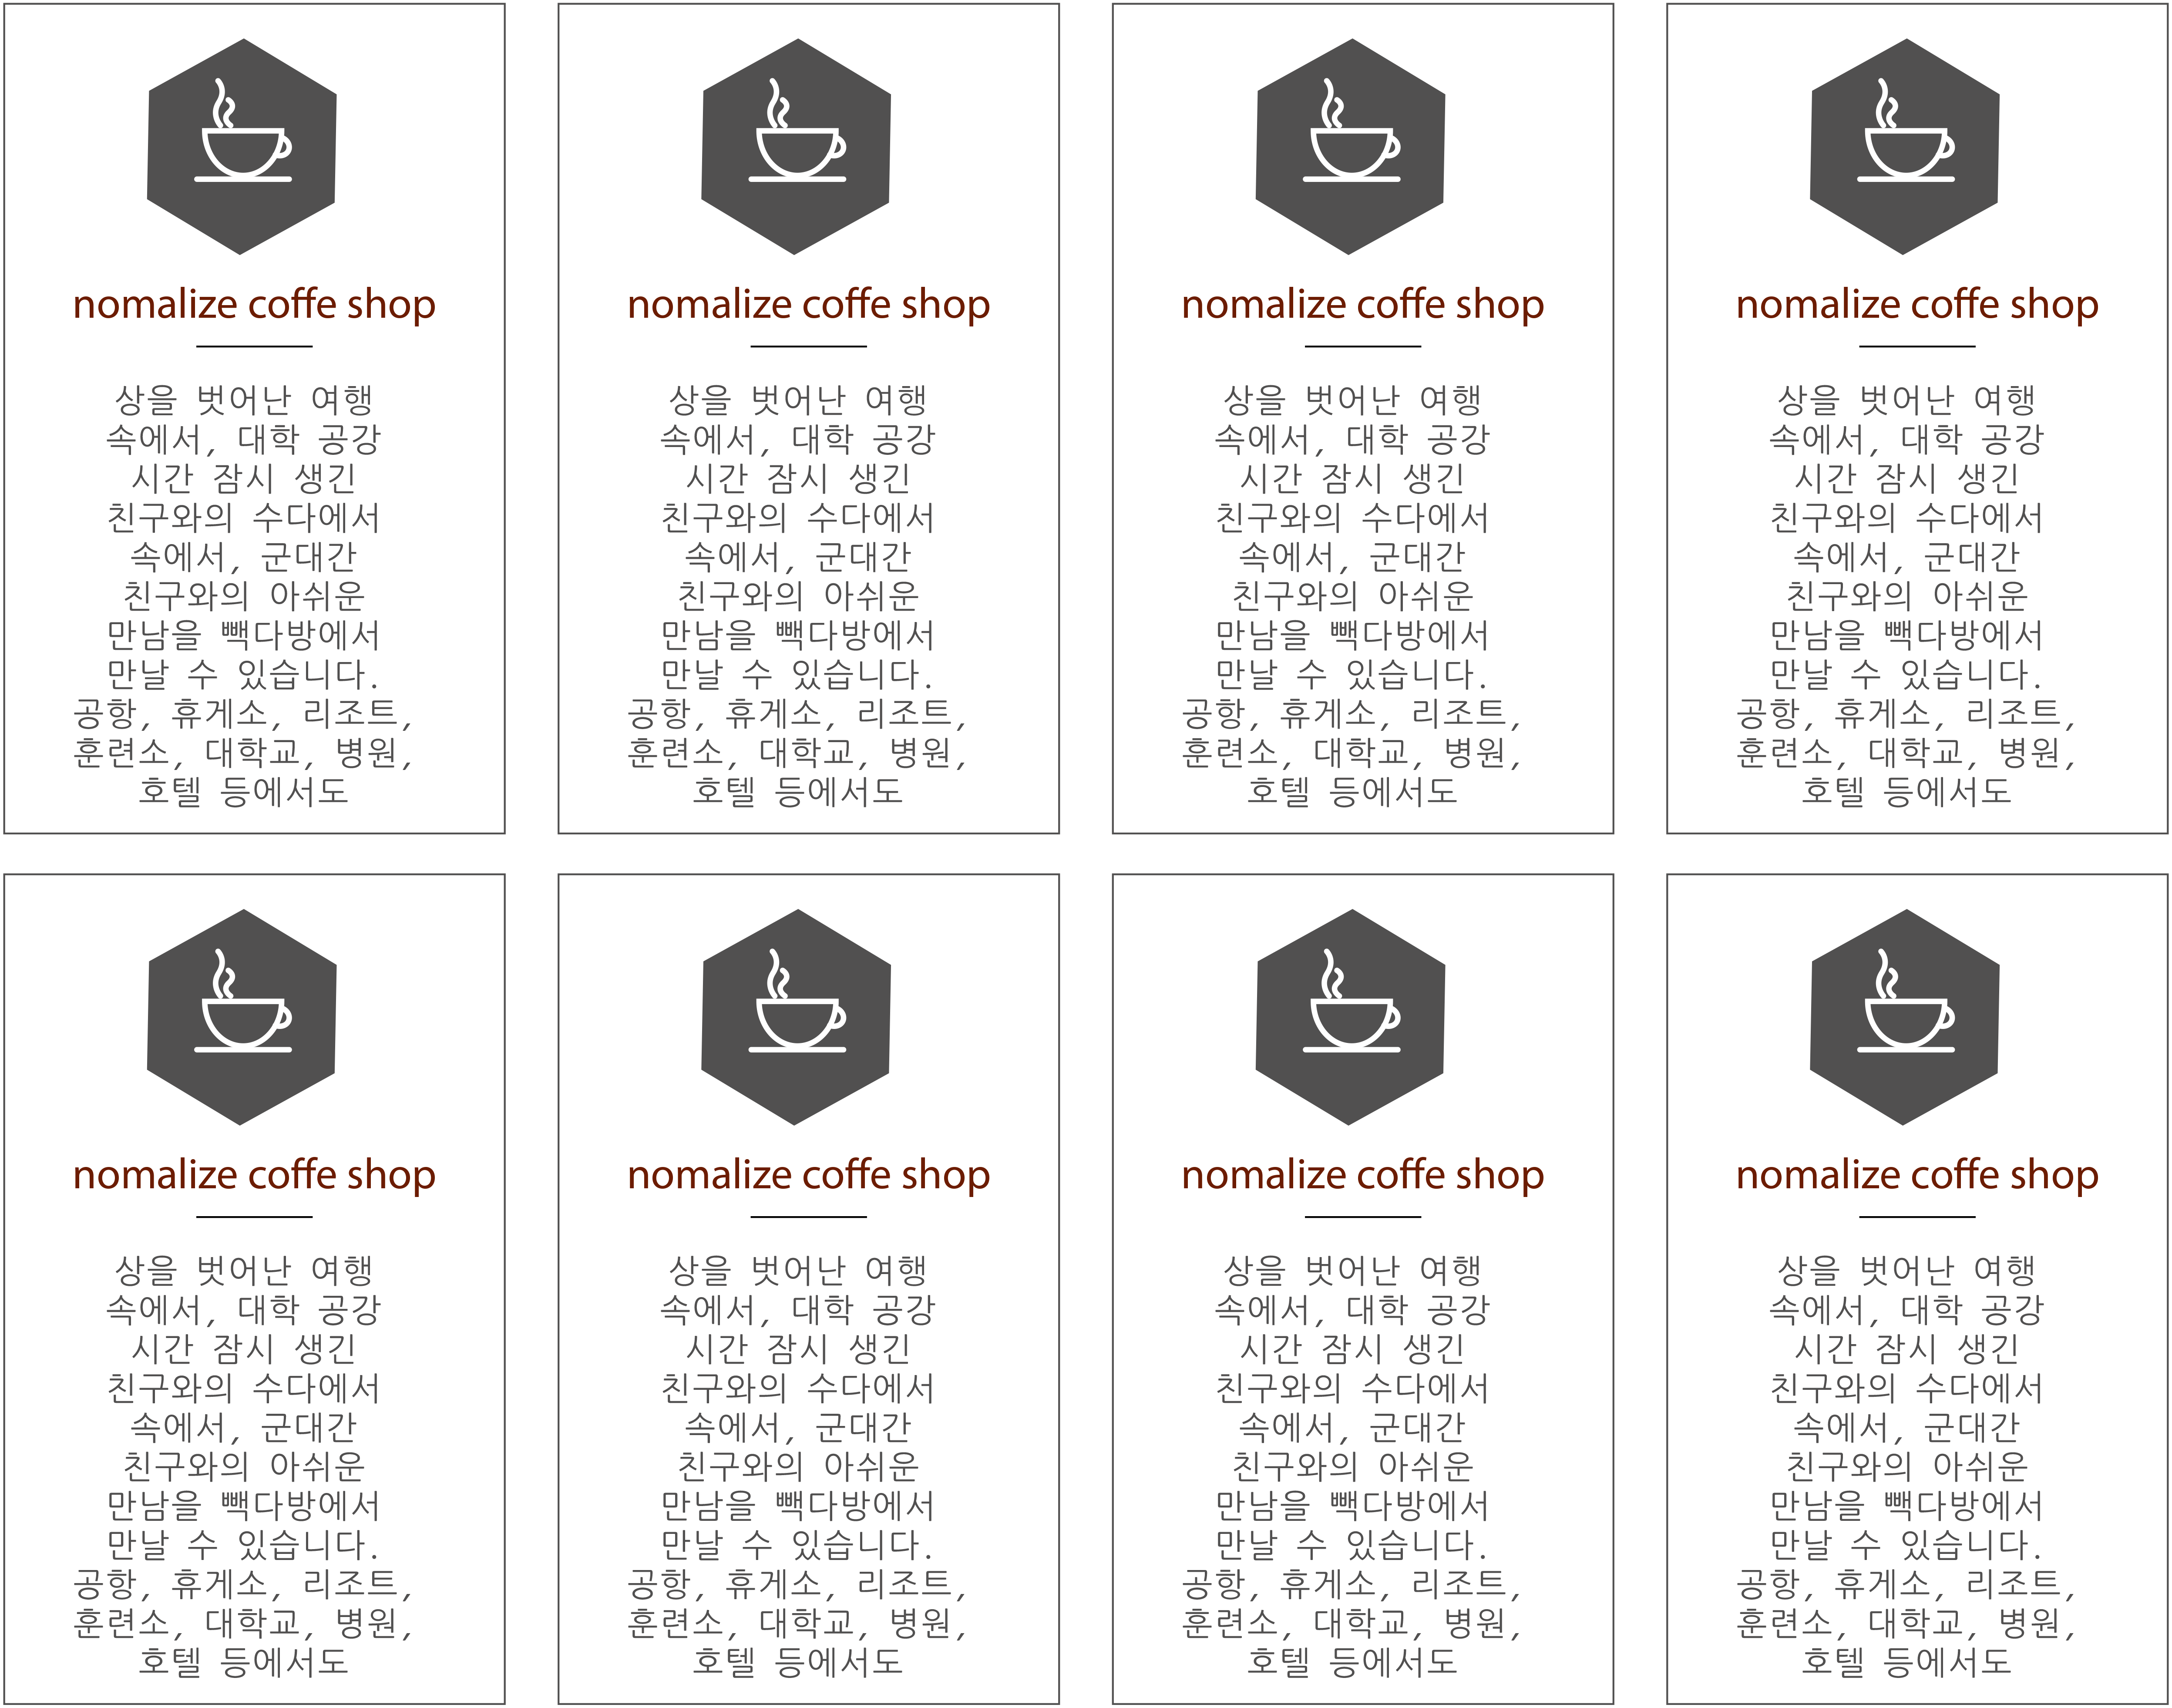 nomalize coffe shop
상을 벗어난 여행
속에서, 대학 공강
시간 잠시 생긴
친구와의 수다에서
속에서, 군대간
친구와의 아쉬운
만남을 빽다방에서
만날 수 있습니다.
공항, 휴게소, 리조트,
훈련소, 대학교, 병원,
호텔 등에서도
nomalize coffe shop
상을 벗어난 여행
속에서, 대학 공강
시간 잠시 생긴
친구와의 수다에서
속에서, 군대간
친구와의 아쉬운
만남을 빽다방에서
만날 수 있습니다.
공항, 휴게소, 리조트,
훈련소, 대학교, 병원,
호텔 등에서도
nomalize coffe shop
상을 벗어난 여행
속에서, 대학 공강
시간 잠시 생긴
친구와의 수다에서
속에서, 군대간
친구와의 아쉬운
만남을 빽다방에서
만날 수 있습니다.
공항, 휴게소, 리조트,
훈련소, 대학교, 병원,
호텔 등에서도
nomalize coffe shop
상을 벗어난 여행
속에서, 대학 공강
시간 잠시 생긴
친구와의 수다에서
속에서, 군대간
친구와의 아쉬운
만남을 빽다방에서
만날 수 있습니다.
공항, 휴게소, 리조트,
훈련소, 대학교, 병원,
호텔 등에서도
nomalize coffe shop
상을 벗어난 여행
속에서, 대학 공강
시간 잠시 생긴
친구와의 수다에서
속에서, 군대간
친구와의 아쉬운
만남을 빽다방에서
만날 수 있습니다.
공항, 휴게소, 리조트,
훈련소, 대학교, 병원,
호텔 등에서도
nomalize coffe shop
상을 벗어난 여행
속에서, 대학 공강
시간 잠시 생긴
친구와의 수다에서
속에서, 군대간
친구와의 아쉬운
만남을 빽다방에서
만날 수 있습니다.
공항, 휴게소, 리조트,
훈련소, 대학교, 병원,
호텔 등에서도
nomalize coffe shop
상을 벗어난 여행
속에서, 대학 공강
시간 잠시 생긴
친구와의 수다에서
속에서, 군대간
친구와의 아쉬운
만남을 빽다방에서
만날 수 있습니다.
공항, 휴게소, 리조트,
훈련소, 대학교, 병원,
호텔 등에서도
nomalize coffe shop
상을 벗어난 여행
속에서, 대학 공강
시간 잠시 생긴
친구와의 수다에서
속에서, 군대간
친구와의 아쉬운
만남을 빽다방에서
만날 수 있습니다.
공항, 휴게소, 리조트,
훈련소, 대학교, 병원,
호텔 등에서도